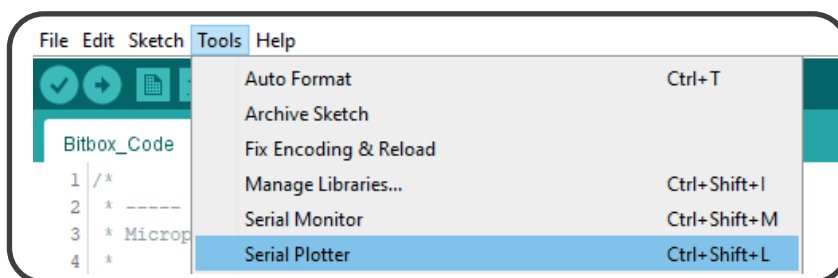 File Edit Sketch Tools Help
Auto Format Ctrl+T
Archive Sketch
Bitbox_Code
Fix Encoding & Reload
1 /*
Manage Libraries... Ctrl+Shift+I
2 * -----
Serial Monitor Ctrl+Shift+M
3 * Microp
Serial Plotter Ctrl+Shift+L
4 *